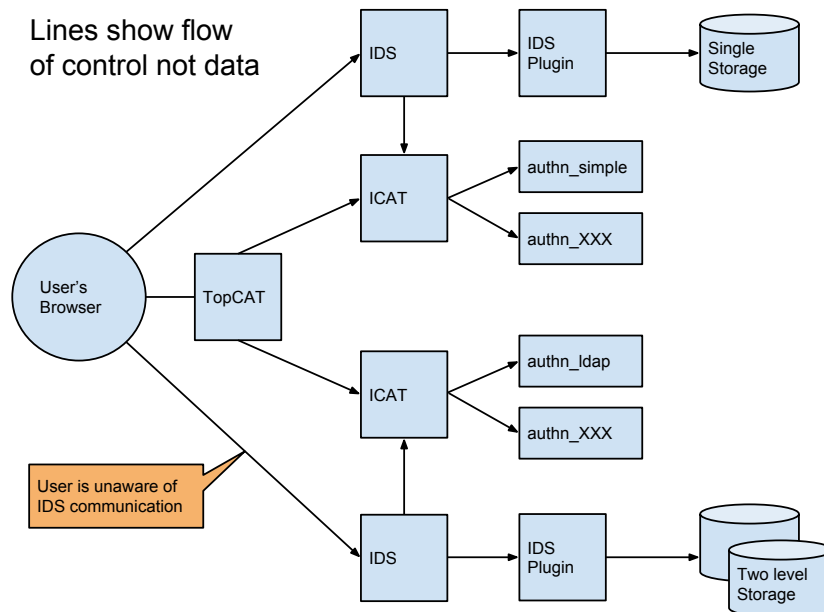 Lines show flow
of control not data
IDS
IDS
Plugin
Single
Storage
ICAT
authn_simple
authn_XXX
User's
Browser
TopCAT
ICAT
authn_ldap
authn_XXX
User is unaware of
IDS communication
IDS
IDS
Plugin
Two level
Storage